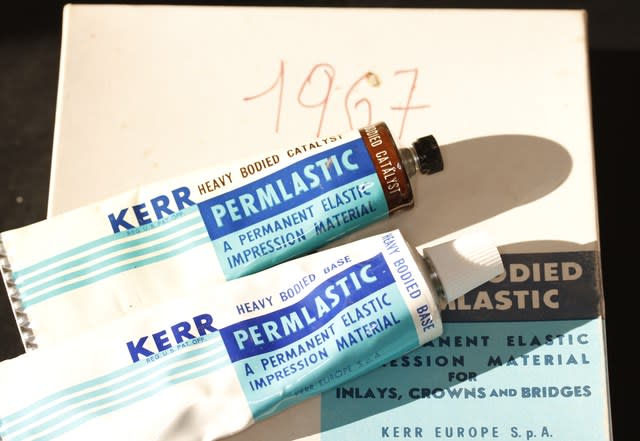 1967
KERR
REG. U.S. PAT. OFF.
HEAVY BODIED CATALYST
PERMLASTIC
A PERMANENT ELASTIC
IMPRESSION MATERIAL
BODIED CATALYST
KERR
REG. U.S. PAT. OFF.
HEAVY BODIED BASE
PERMLASTIC
A PERMANENT ELASTIC
IMPRESSION MATERIAL
KERR EUROPE S.p.A.
HEAVY BODIED BASE
BODIED
LASTIC
NENT ELASTIC
ESSION MATERIAL
FOR
INLAYS, CROWNS AND BRIDGES
KERR EUROPE S.p.A.